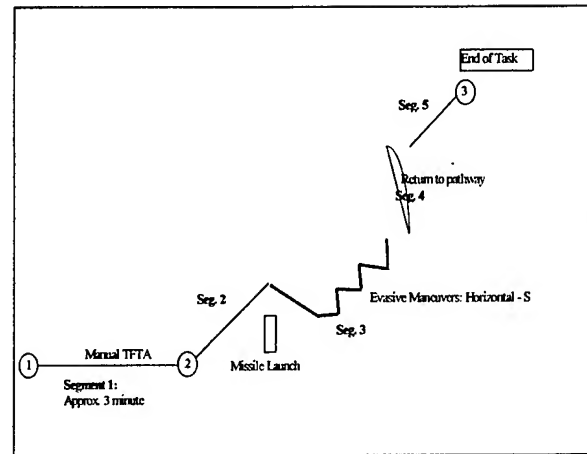 End of Task
3
Seg. 5
Return to pathway
Seg. 4
Seg. 2
Evasive Maneuvers: Horizontal - S
Seg. 3
Manual TFTA
Missile Launch
1
2
Segment 1:
Approx. 3 minute